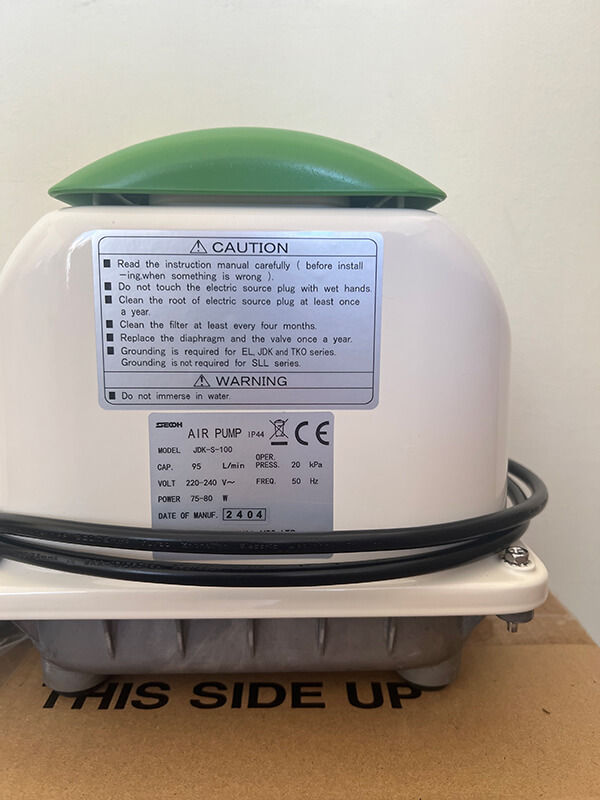 ⚠ CAUTION
■ Read the instruction manual carefully ( before install
-ing,when something is wrong ).
■ Do not touch the electric source plug with wet hands.
■ Clean the root of electric source plug at least once
a year.
■ Clean the filter at least every four months.
■ Replace the diaphragm and the valve once a year.
■ Grounding is required for EL, JDK and TKO series.
Grounding is not required for SLL series.
⚠ WARNING
■ Do not immerse in water.
SECOH
AIR PUMP IP44 CE
MODEL JDK-S-100
CAP. 95 L/min OPER. PRESS. 20 kPa
VOLT 220-240 V~ FREQ. 50 Hz
POWER 75-80 W
DATE OF MANUF. 2404
THIS SIDE UP